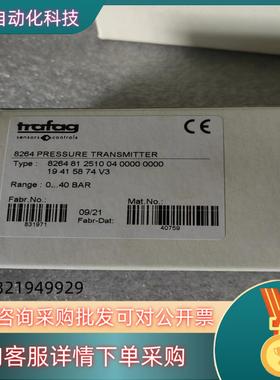 自动化科技
trafag
sensors & controls
CE
8264 PRESSURE TRANSMITTER
Type : 8264 81 2510 04 0000 0000
19 41 58 74 V3
Range : 0...40 BAR
Fabr.No.:
831971
09/21
Fabr-Dat:
Mat.No.:
40759
321949929
咨询采购批发可对公开票
询客服详情下单采购